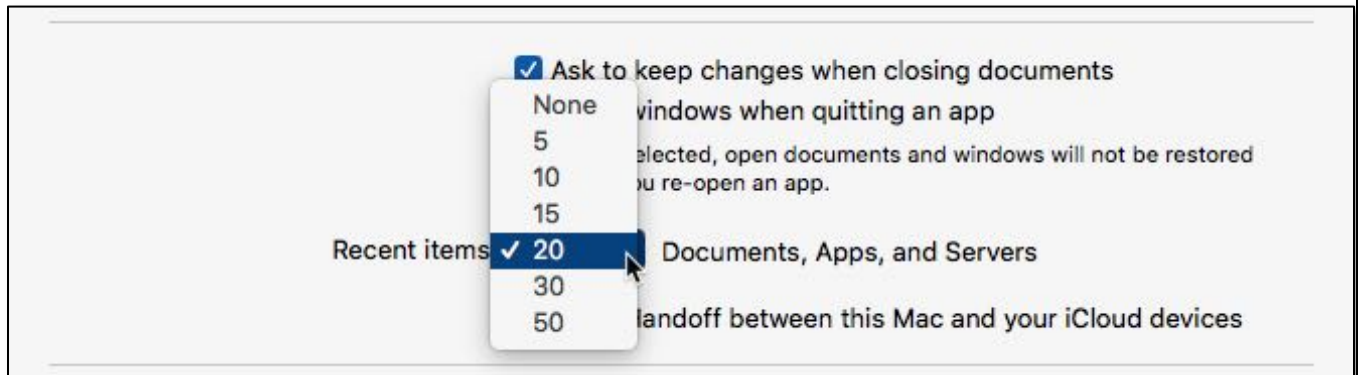 Ask to keep changes when closing documents
None
windows when quitting an app
5
elected, open documents and windows will not be restored
10
ou re-open an app.
15
Recent items ✓ 20 Documents, Apps, and Servers
30
50
andoff between this Mac and your iCloud devices